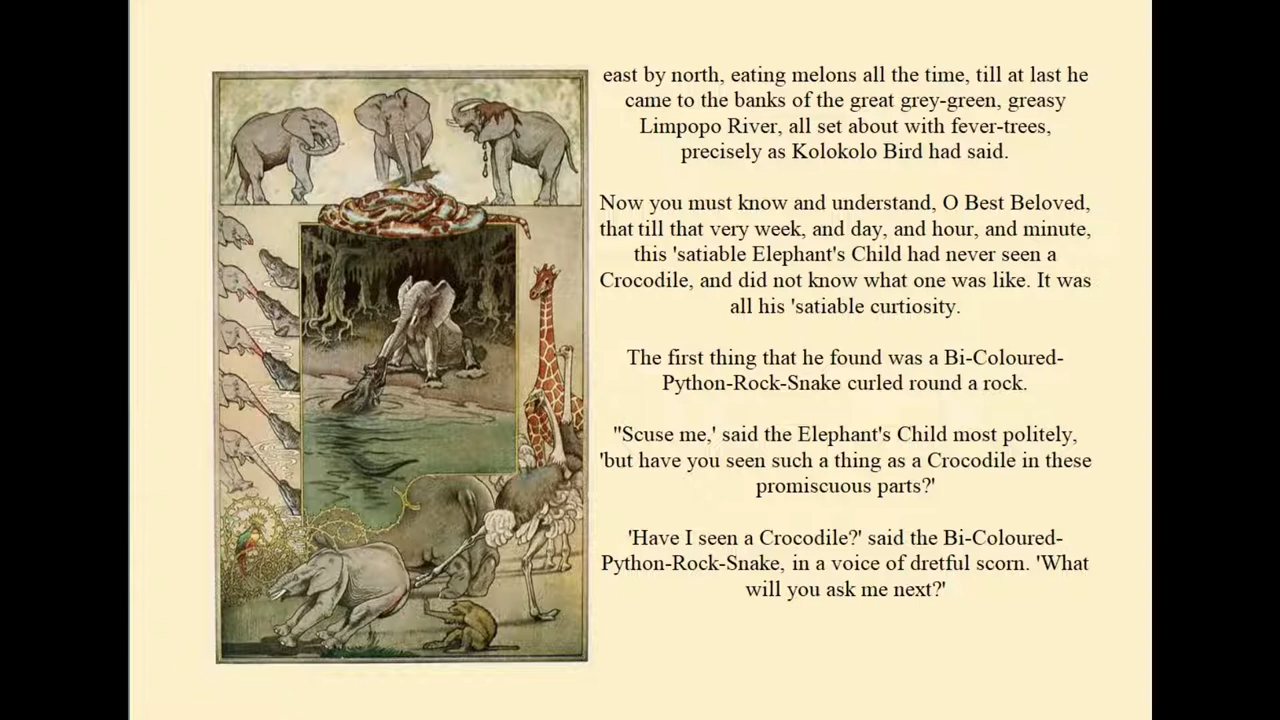 east by north, eating melons all the time, till at last he
came to the banks of the great grey-green, greasy
Limpopo River, all set about with fever-trees,
precisely as Kolokolo Bird had said.
Now you must know and understand, O Best Beloved,
that till that very week, and day, and hour, and minute,
this 'satiable Elephant's Child had never seen a
Crocodile, and did not know what one was like. It was
all his 'satiable curtiosity.
The first thing that he found was a Bi-Coloured-
Python-Rock-Snake curled round a rock.
''Scuse me,' said the Elephant's Child most politely,
'but have you seen such a thing as a Crocodile in these
promiscuous parts?'
'Have I seen a Crocodile?' said the Bi-Coloured-
Python-Rock-Snake, in a voice of dretful scorn. 'What
will you ask me next?'